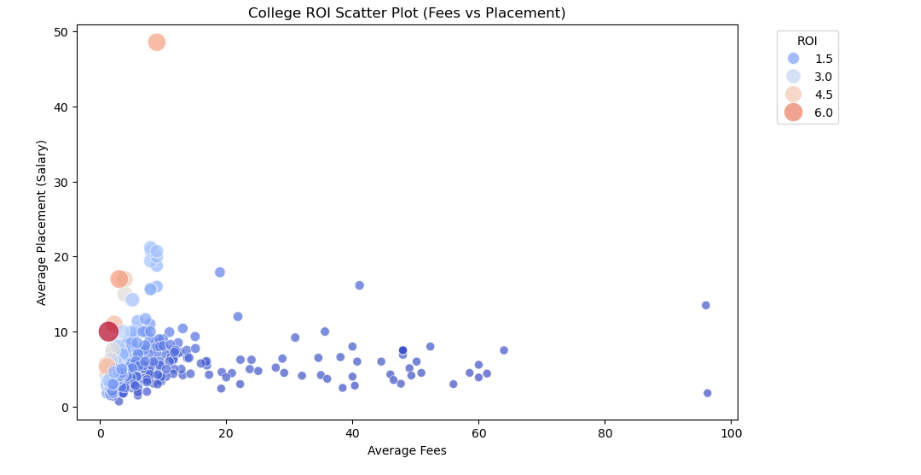 College ROI Scatter Plot (Fees vs Placement)
ROI
1.5
3.0
4.5
6.0
Average Placement (Salary)
50
40
30
20
10
0
0 20 40 60 80 100
Average Fees